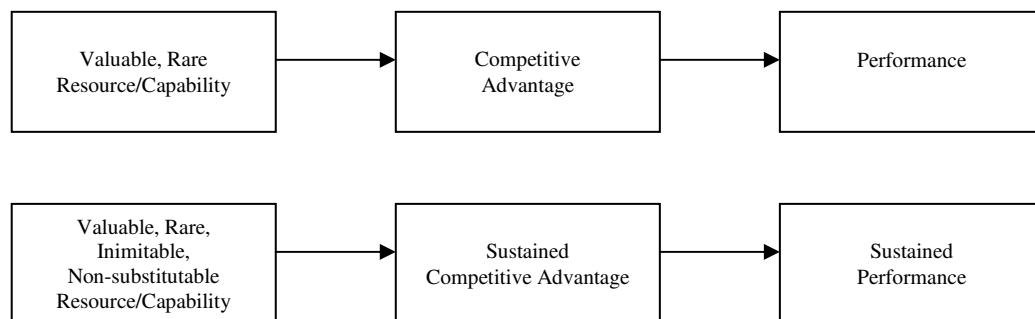 Valuable, Rare
Resource/Capability
Competitive
Advantage
Performance
Valuable, Rare,
Inimitable,
Non-substitutable
Resource/Capability
Sustained
Competitive Advantage
Sustained
Performance